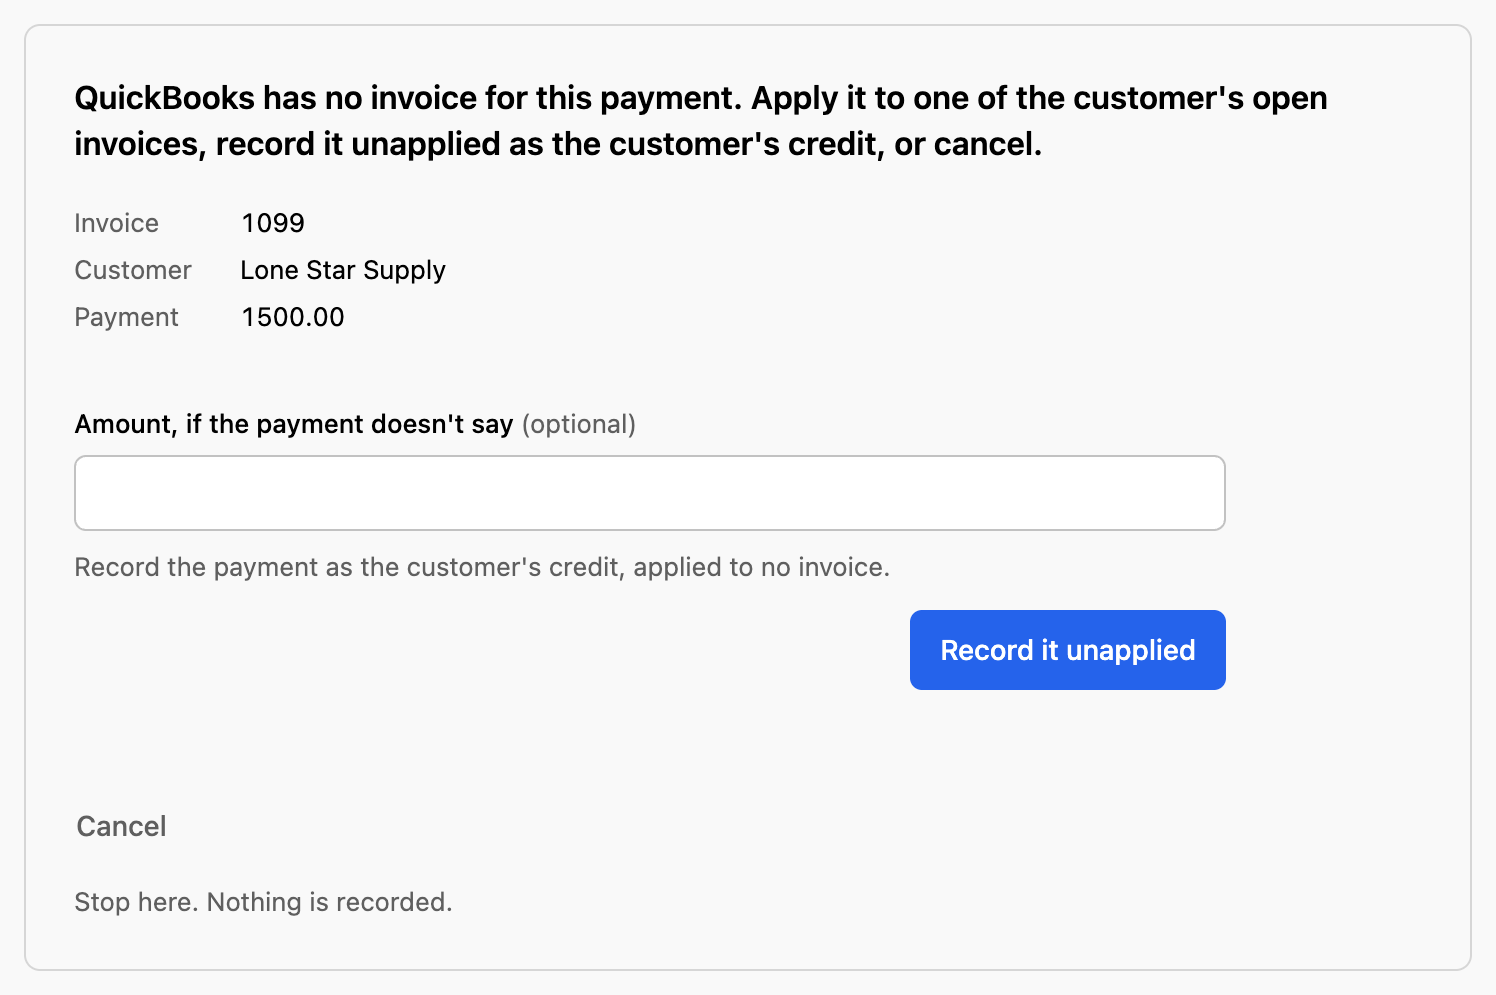 QuickBooks has no invoice for this payment. Apply it to one of the customer's open
invoices, record it unapplied as the customer's credit, or cancel.
Invoice 1099
Customer Lone Star Supply
Payment 1500.00
Amount, if the payment doesn't say (optional)
Record the payment as the customer's credit, applied to no invoice.
Record it unapplied
Cancel
Stop here. Nothing is recorded.